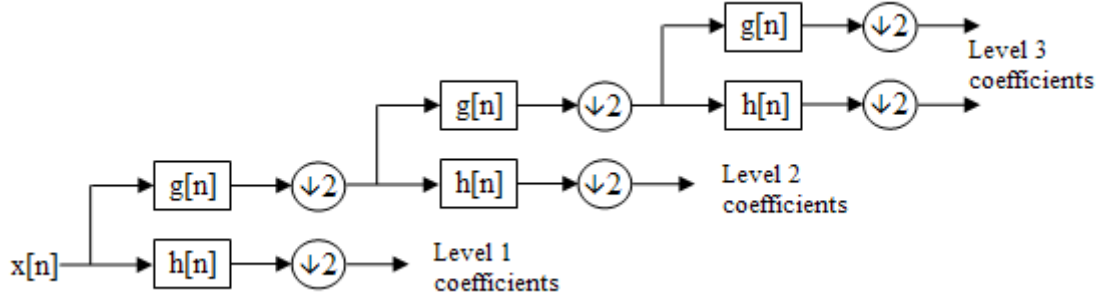 g[n] ↓2
Level 3
coefficients
g[n] ↓2 h[n] ↓2
g[n] ↓2 h[n] ↓2 Level 2
coefficients
x[n] h[n] ↓2 Level 1
coefficients